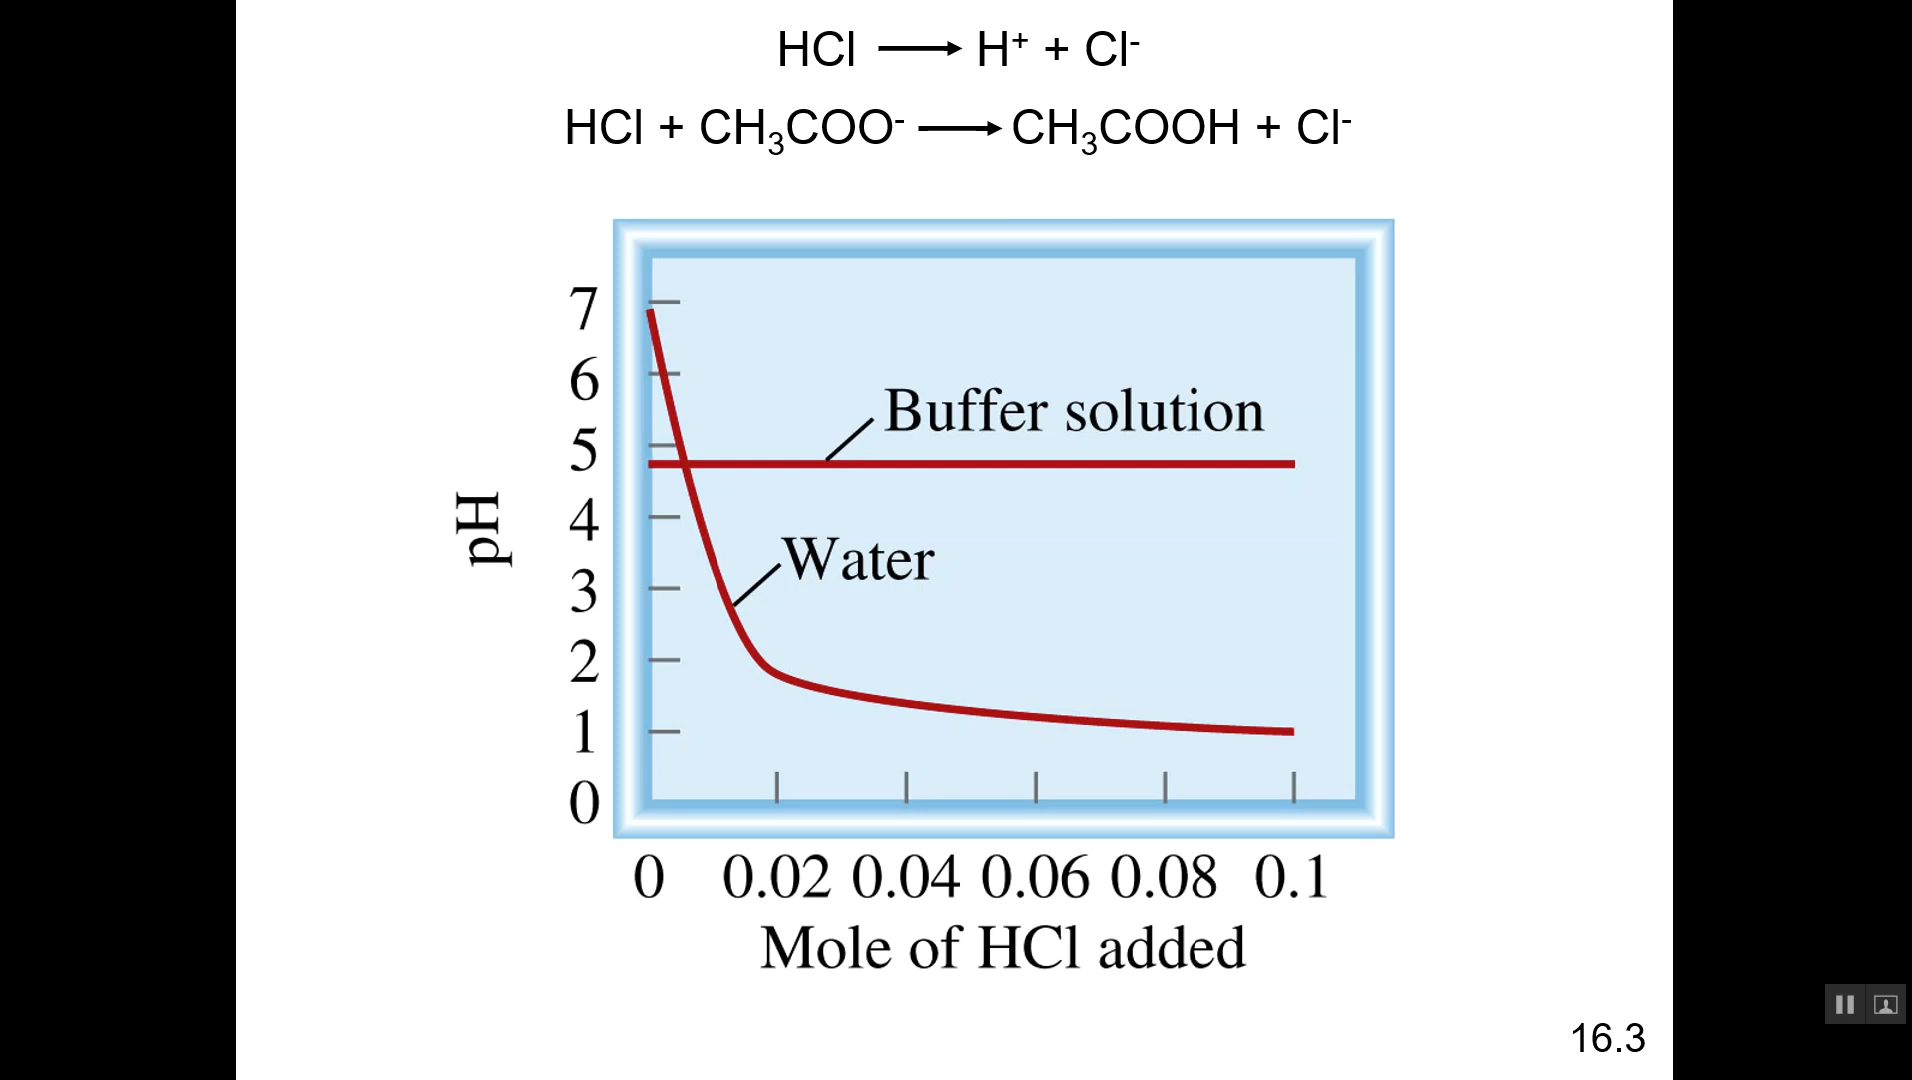 HCl ⟶ H⁺ + Cl⁻
HCl + CH₃COO⁻ ⟶ CH₃COOH + Cl⁻
7
6
5
4
3
2
1
0
pH
Buffer solution
Water
0 0.02 0.04 0.06 0.08 0.1
Mole of HCl added
16.3